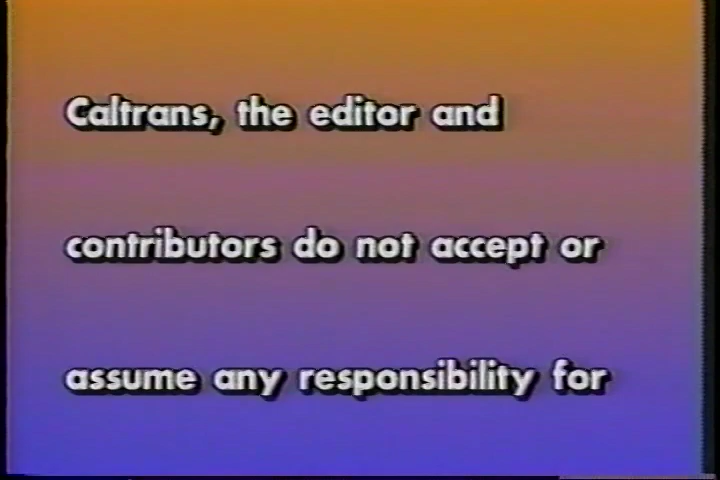 Caltrans, the editor and
contributors do not accept or
assume any responsibility for